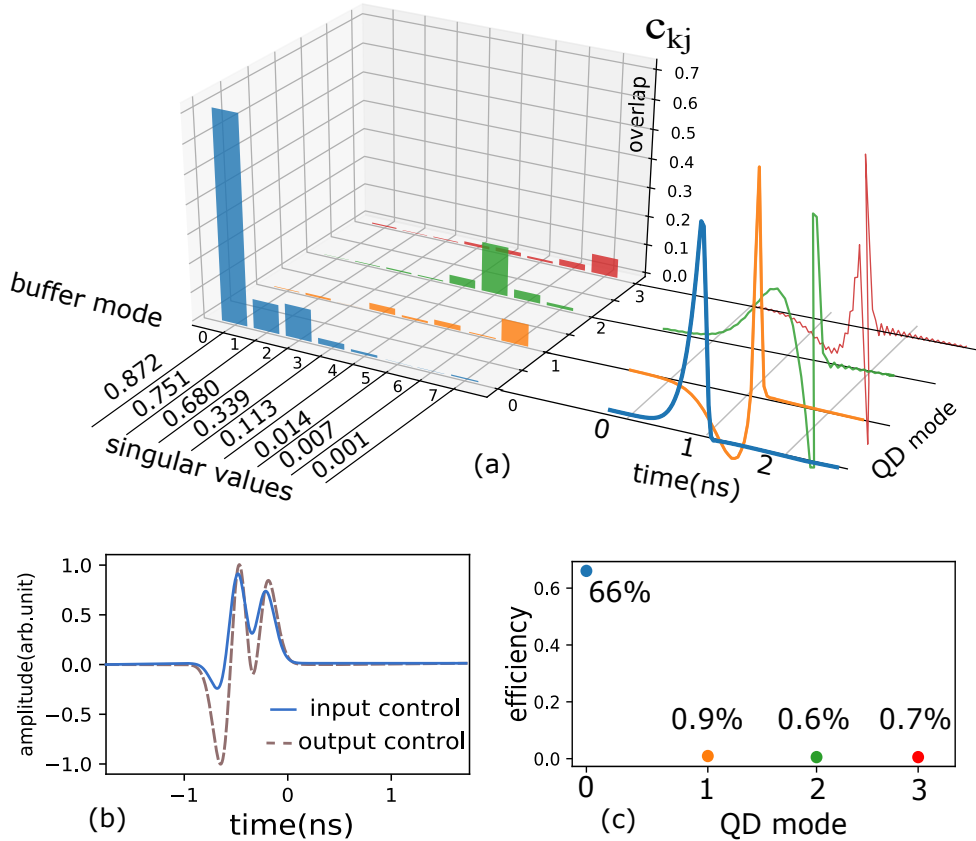 c_kj
overlap
0.7
0.6
0.5
0.4
0.3
0.2
0.1
0.0
buffer mode
0 1 2 3 4 5 6 7
0 1 2 3
0.872
0.751
0.680
0.339
0.113
0.014
0.007
0.001
singular values
(a)
0 1 2
time(ns)
QD mode
amplitude(arb.unit)
1.0
0.5
0.0
−0.5
−1.0
input control
output control
−1 0 1
(b) time(ns)
efficiency
0.6
0.4
0.2
0.0
66%
0.9% 0.6% 0.7%
0 1 2 3
(c) QD mode